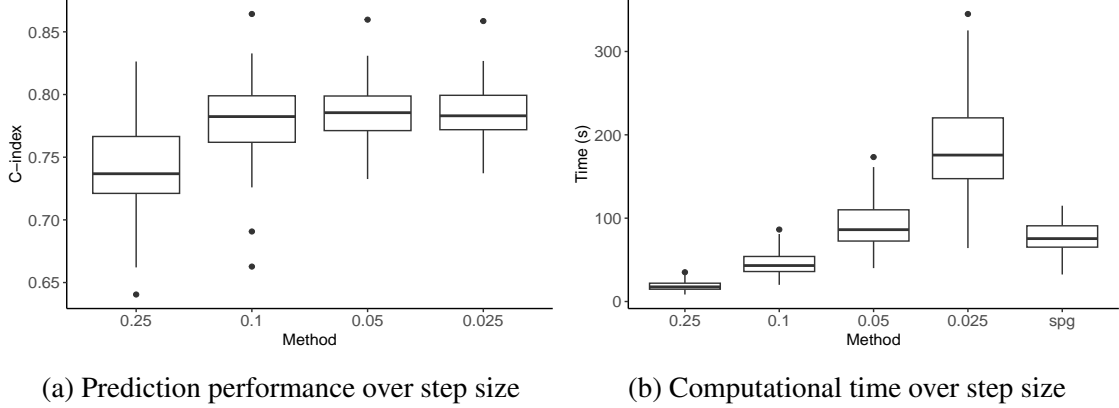 0.85
0.80
0.75
0.70
0.65
C−index
0.25 0.1 0.05 0.025
Method
300
200
100
0
Time (s)
0.25 0.1 0.05 0.025 spg
Method
(a) Prediction performance over step size
(b) Computational time over step size